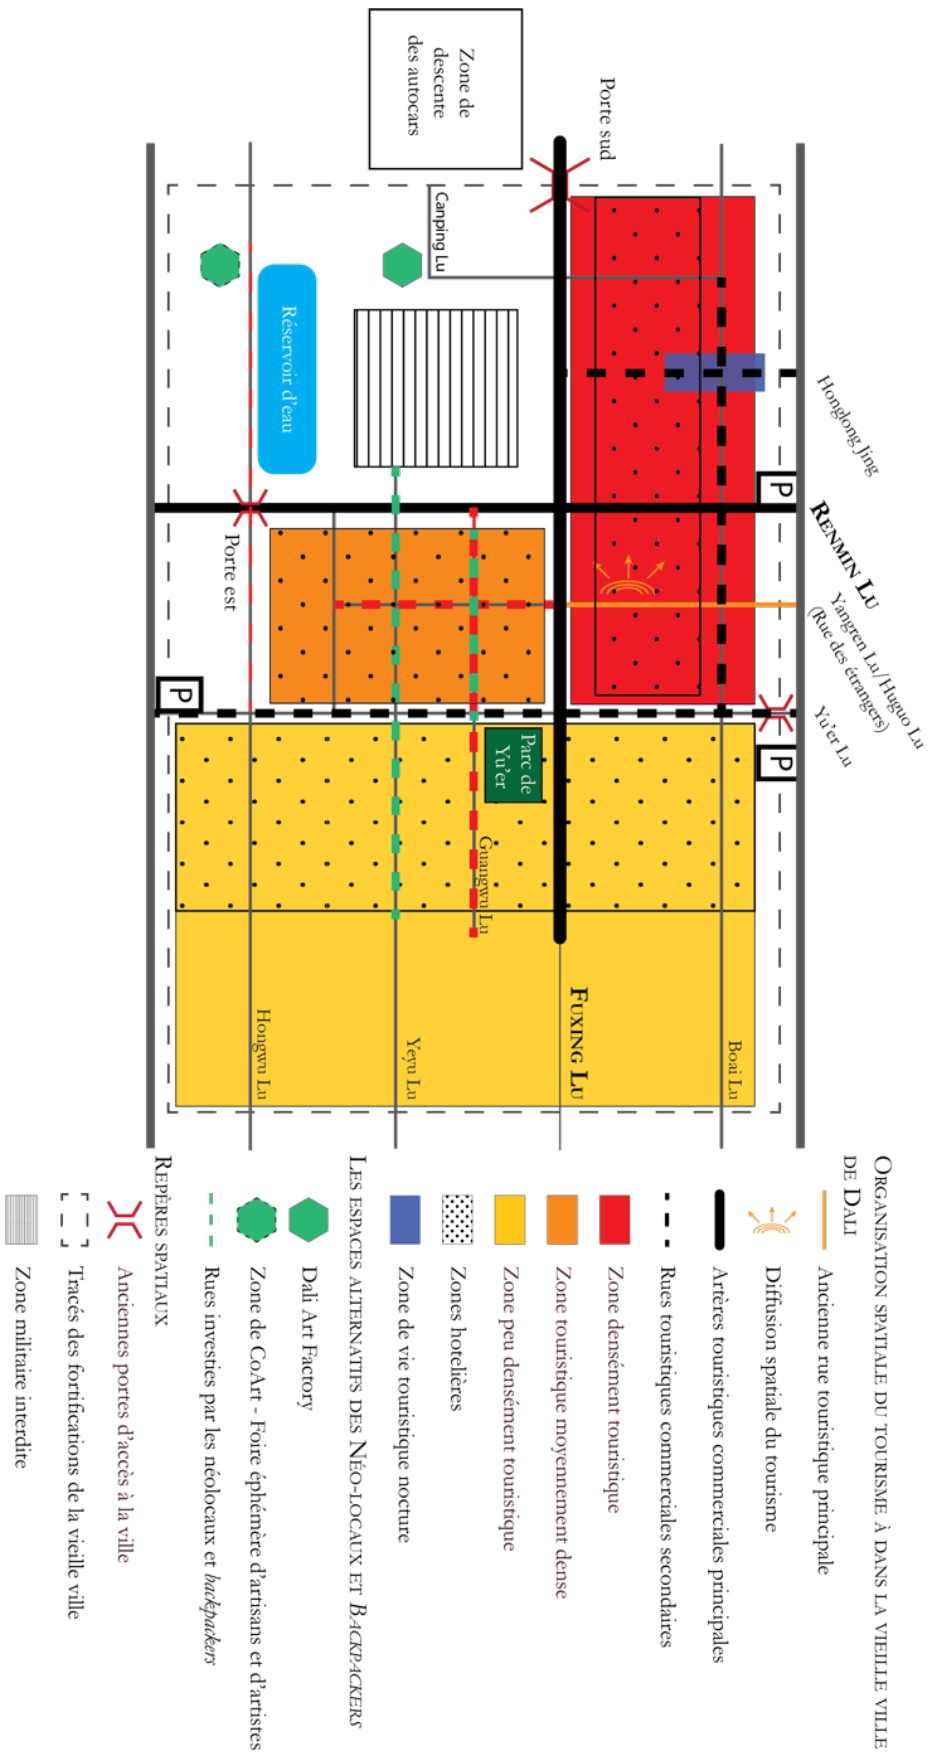 Zone de
descente
des autocars
Porte sud
Canping Lu
Réservoir d'eau
Porte est
Honglong Jing
P
RENMIN LU
Yangren Lu/Huguo Lu
(Rue des étrangers)
Yu'er Lu
P
P
Parc de
Yu'er
Guangwu Lu
FUXING LU
Boai Lu
Yeyu Lu
Hongwu Lu
ORGANISATION SPATIALE DU TOURISME À DANS LA VIEILLE VILLE
DE DALI
Ancienne rue touristique principale
Diffusion spatiale du tourisme
Artères touristiques commerciales principales
Rues touristiques commerciales secondaires
Zone densément touristique
Zone touristique moyennement dense
Zone peu densément touristique
Zones hotelières
Zone de vie touristique nocture
LES ESPACES ALTERNATIFS DES NÉO-LOCAUX ET BACKPACKERS
Dali Art Factory
Zone de CoArt - Foire éphémère d'artisans et d'artistes
Rues investies par les néolocaux et backpackers
REPÈRES SPATIAUX
Anciennes portes d'accès à la ville
Tracés des fortifications de la vieille ville
Zone militaire interdite